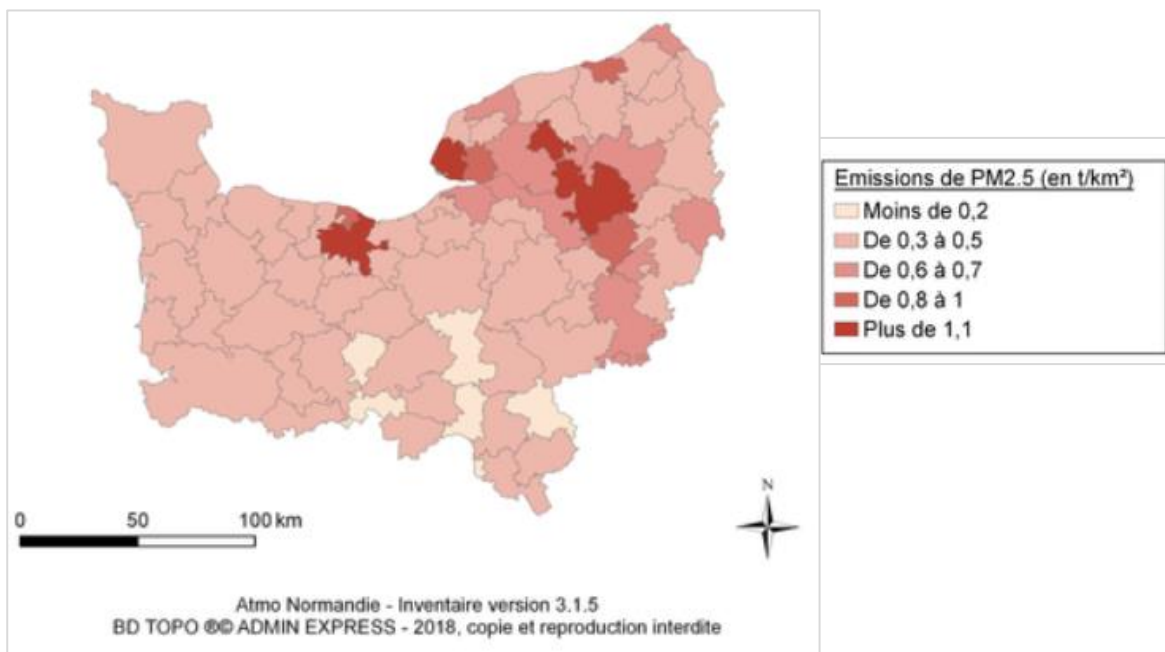 Emissions de PM2.5 (en t/km²)
Moins de 0,2
De 0,3 à 0,5
De 0,6 à 0,7
De 0,8 à 1
Plus de 1,1
N
0 50 100 km
Atmo Normandie - Inventaire version 3.1.5
BD TOPO ®© ADMIN EXPRESS - 2018, copie et reproduction interdite